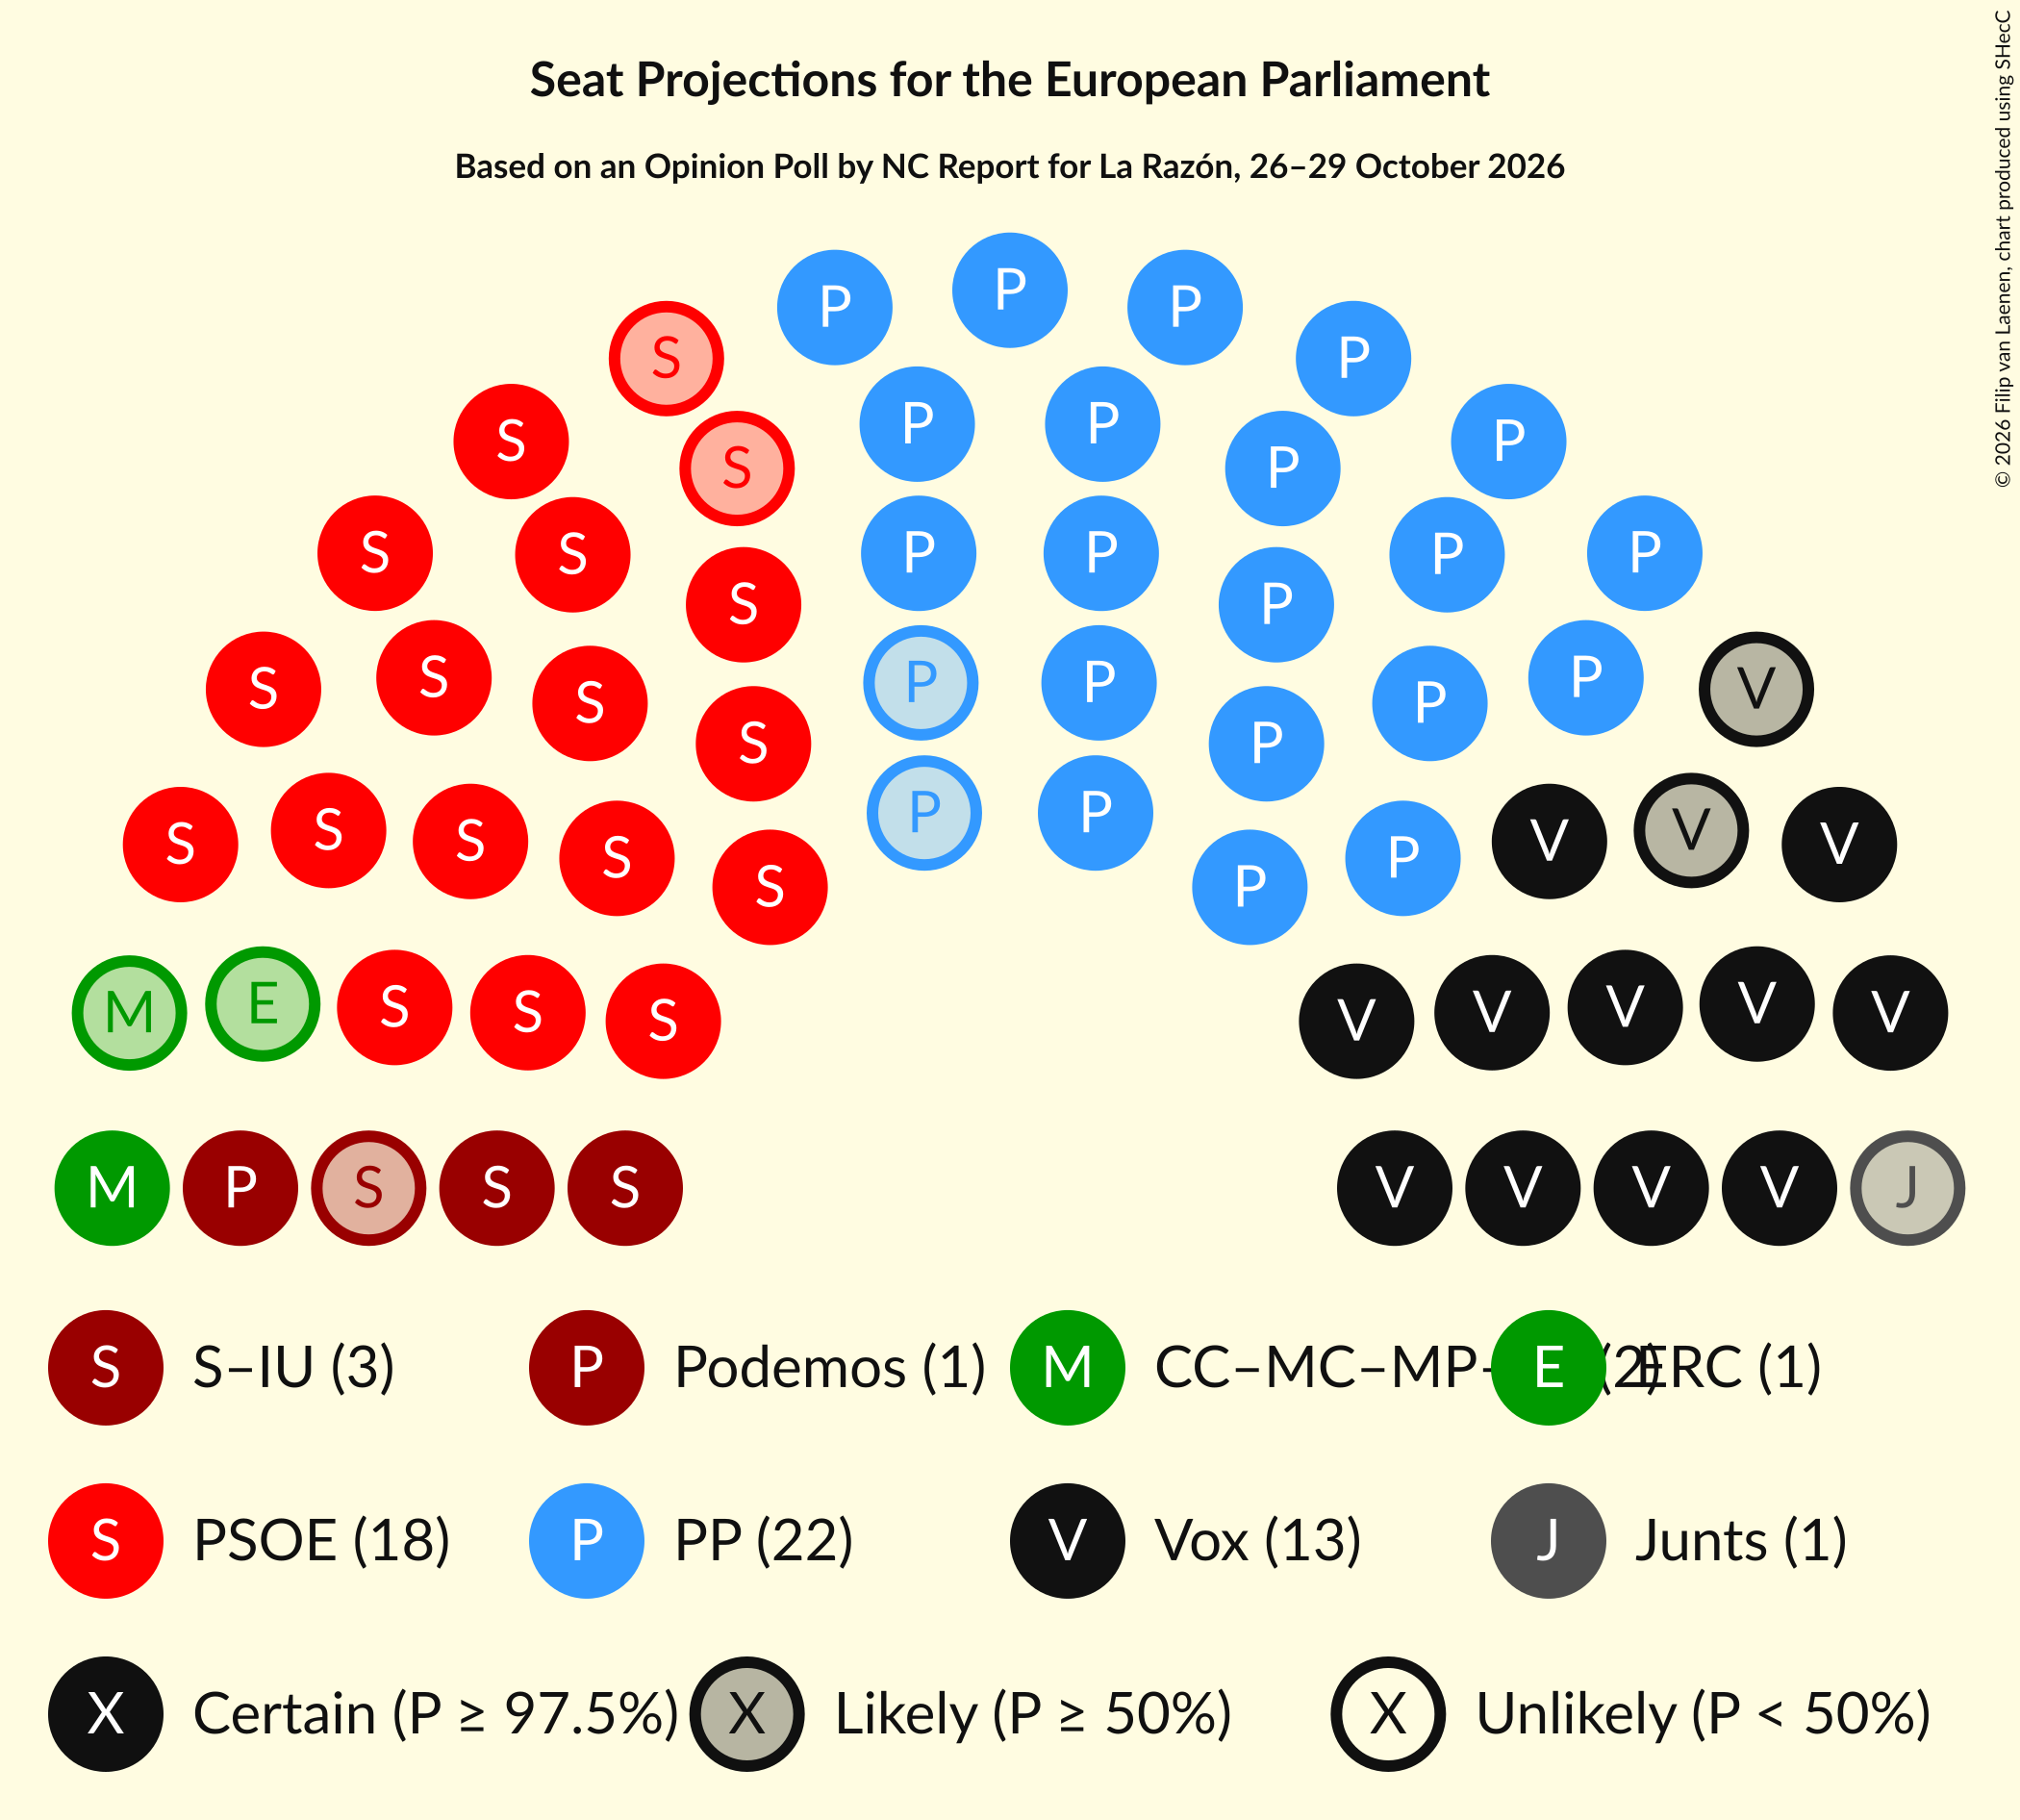 Seat Projections for the European Parliament
Based on an Opinion Poll by NC Report for La Razón, 26–29 October 2026
© 2026 Filip van Laenen, chart produced using SHecC
P P P P
S P
S P P P
S P
S P P P
S S P
S P
S S P P
S P V
S S P P
S P
S V V
S S V V
S P
S P
M E S S S V V V V V
M P S S S V V V V J
S S–IU (3) P Podemos (1) M CC–MC–MP– (2) E ERC (1)
S PSOE (18) P PP (22) V Vox (13) J Junts (1)
X Certain (P ≥ 97.5%) X Likely (P ≥ 50%) X Unlikely (P < 50%)